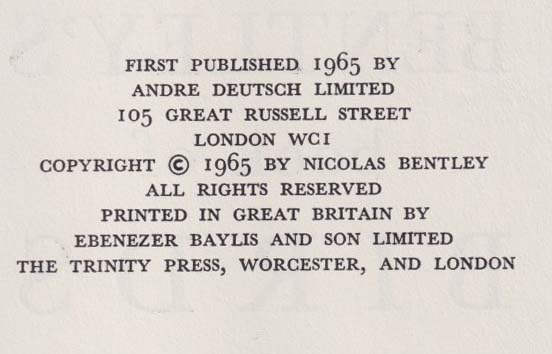 FIRST PUBLISHED 1965 BY
ANDRE DEUTSCH LIMITED
105 GREAT RUSSELL STREET
LONDON WC1
COPYRIGHT © 1965 BY NICOLAS BENTLEY
ALL RIGHTS RESERVED
PRINTED IN GREAT BRITAIN BY
EBENEZER BAYLIS AND SON LIMITED
THE TRINITY PRESS, WORCESTER, AND LONDON